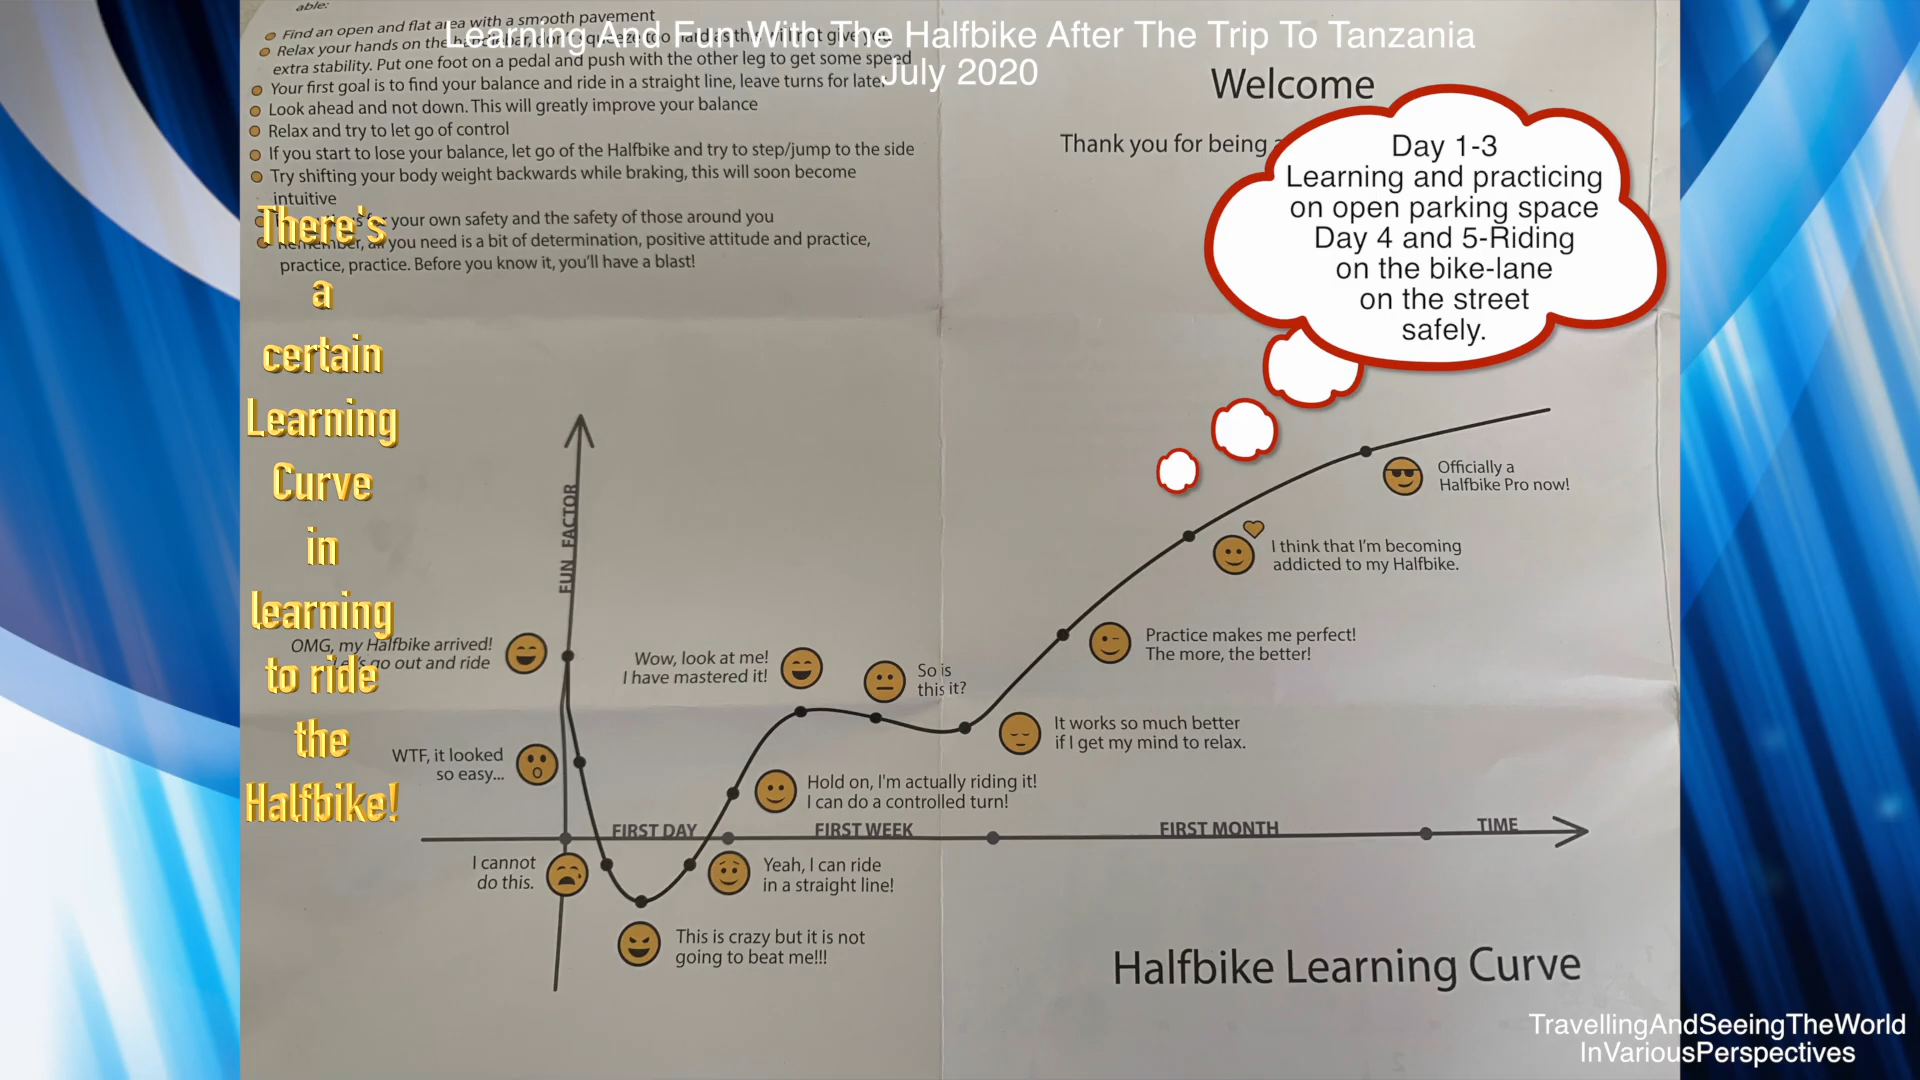 Learning And Fun With The Halfbike After The Trip To Tanzania
July 2020
able:
Find an open and flat area with a smooth pavement
Relax your hands on the
extra stability. Put one foot on a pedal and push with the other leg to get some speed
Your first goal is to find your balance and ride in a straight line, leave turns for later
Look ahead and not down. This will greatly improve your balance
Relax and try to let go of control
If you start to lose your balance, let go of the Halfbike and try to step/jump to the side
Try shifting your body weight backwards while braking, this will soon become
intuitive
your own safety and the safety of those around you
Remember, all you need is a bit of determination, positive attitude and practice,
practice, practice. Before you know it, you'll have a blast!
Welcome
Thank you for being
Day 1-3
Learning and practicing
on open parking space
Day 4 and 5-Riding
on the bike-lane
on the street
safely.
There's
a
certain
Learning
Curve
in
learning
to ride
the
Halfbike!
FUN FACTOR
OMG, my Halfbike arrived!
go out and ride
WTF, it looked
so easy...
I cannot
do this.
This is crazy but it is not
going to beat me!!!
Yeah, I can ride
in a straight line!
Hold on, I'm actually riding it!
I can do a controlled turn!
Wow, look at me!
I have mastered it!
So is
this it?
It works so much better
if I get my mind to relax.
Practice makes me perfect!
The more, the better!
I think that I'm becoming
addicted to my Halfbike.
Officially a
Halfbike Pro now!
FIRST DAY
FIRST WEEK
FIRST MONTH
TIME
Halfbike Learning Curve
TravellingAndSeeingTheWorld
InVariousPerspectives